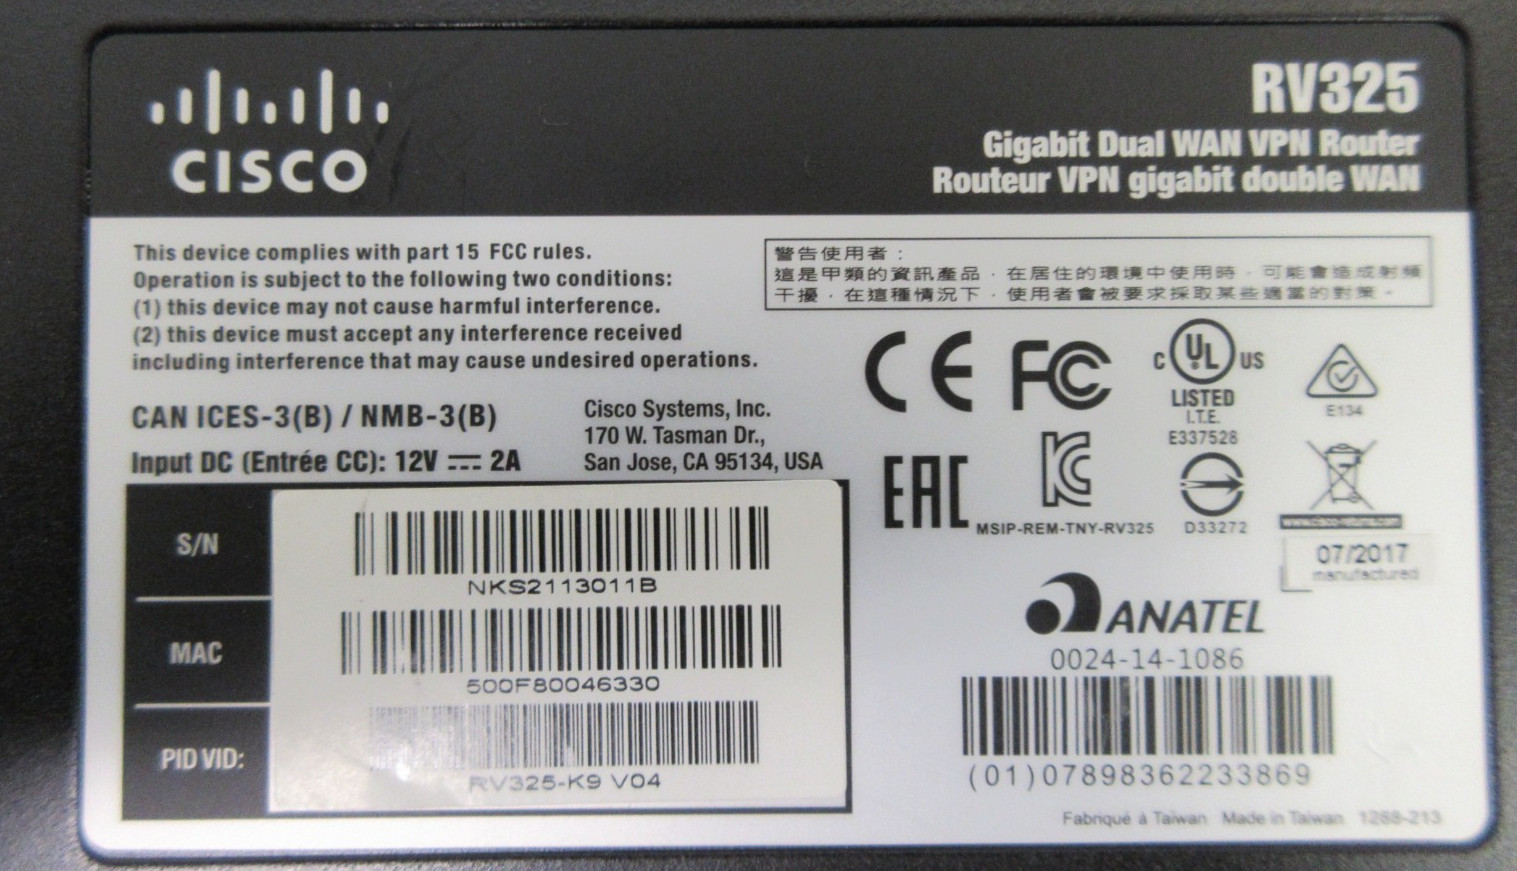 CISCO
RV325
Gigabit Dual WAN VPN Router
Routeur VPN gigabit double WAN
This device complies with part 15 FCC rules.
Operation is subject to the following two conditions:
(1) this device may not cause harmful interference.
(2) this device must accept any interference received
including interference that may cause undesired operations.
CAN ICES-3(B) / NMB-3(B)
Input DC (Entrée CC): 12V 2A
Cisco Systems, Inc.
170 W. Tasman Dr.,
San Jose, CA 95134, USA
警告使用者：
這是甲類的資訊產品，在居住的環境中使用時，可能會造成射頻
干擾，在這種情況下，使用者會被要求採取某些適當的對策。
CE
FC
C UL US
LISTED
I.T.E.
E337528
E134
EAC
KC
MSIP-REM-TNY-RV325
D33272
07/2017
manufactured
S/N
NKS2113011B
MAC
500F80046330
PID VID:
RV325-K9 V04
ANATEL
0024-14-1086
(01)07898362233869
Fabriqué à Taiwan Made in Taiwan 1288-213